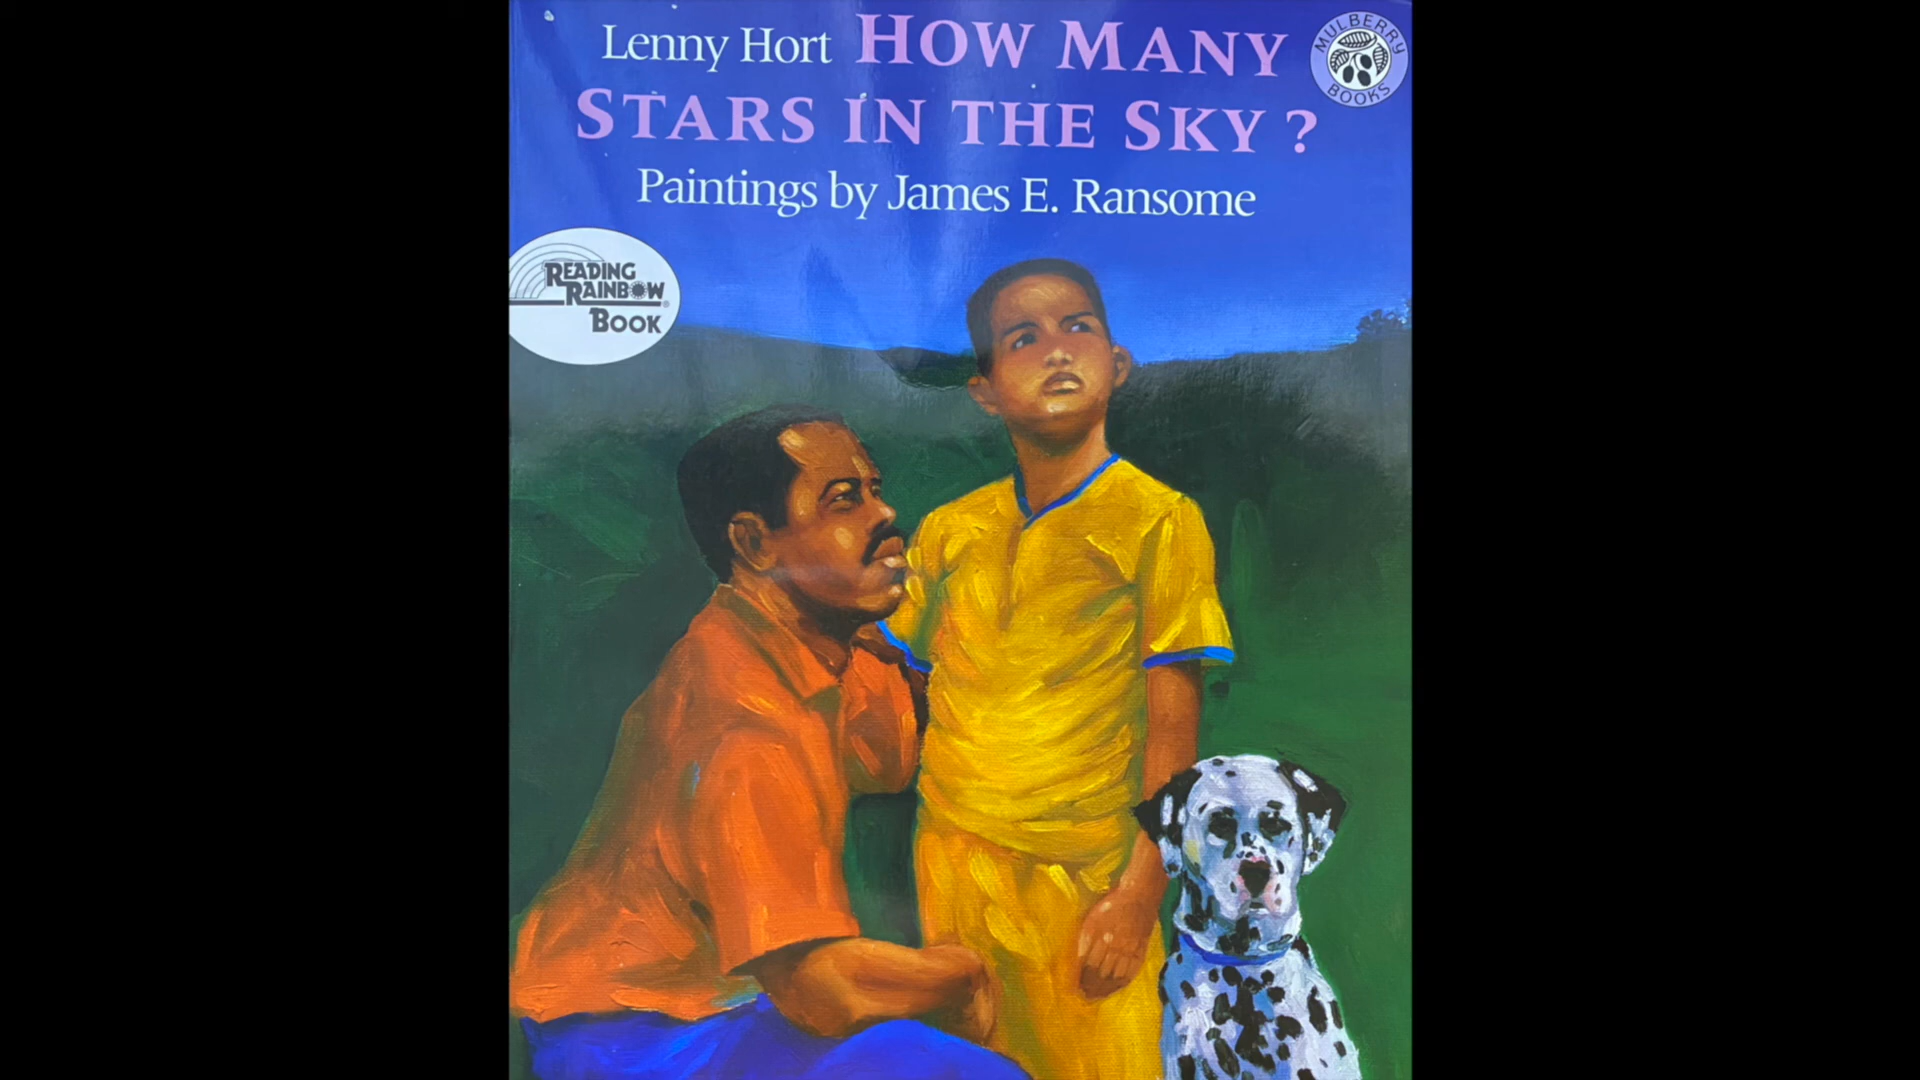 Lenny Hort HOW MANY
STARS IN THE SKY?
Paintings by James E. Ransome
MULBERRY
BOOKS
READING
RAINBOW
BOOK